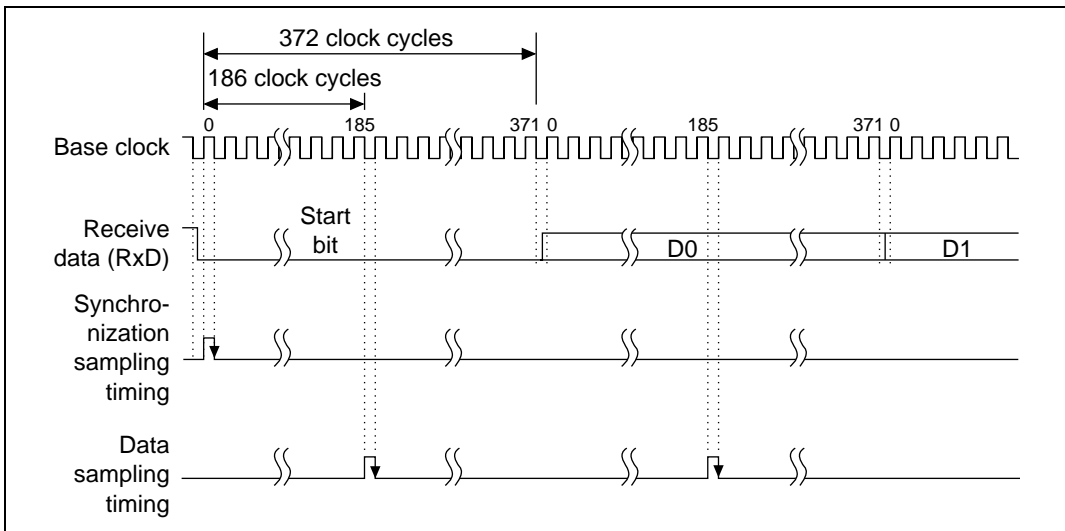 372 clock cycles
186 clock cycles
0 185 371 0 185 371 0
Base clock
Receive
data (RxD)
Start
bit
D0 D1
Synchro-
nization
sampling
timing
Data
sampling
timing